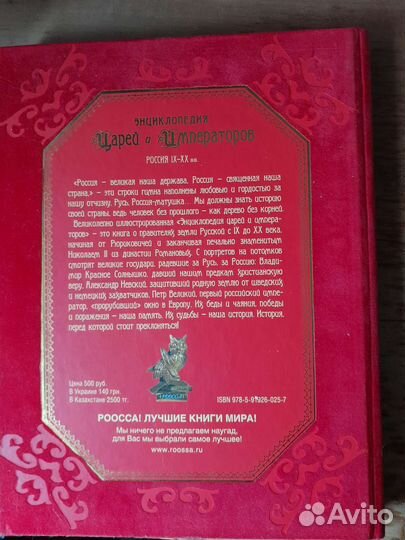 ЭНЦИКЛОПЕДИЯ
Царей и Императоров
РОССИЯ IX–XX вв.
«Россия – великая наша держава, Россия – священная наша
страна,» – это строки гимна наполнены любовью и гордостью за
нашу отчизну. Русь, Россия-матушка... Мы должны знать историю
своей страны, ведь человек без прошлого – как дерево без корней.
Великолепно иллюстрированная «Энциклопедия царей и импера-
торов» – это книга о правителях земли Русской с IX до XX века,
начиная от Рюриковичей и заканчивая печально знаменитым
Николаем II из династии Романовых. С портретов на потомков
смотрят великие государи, радевшие за Русь, за Россию: Влади-
мир Красное Солнышко, давший нашим предкам христианскую
веру, Александр Невский, защитивший родную землю от шведских
и немецких захватчиков, Петр Великий, первый российский импе-
ратор, «прорубивший» окно в Европу. Их беды и чаяния, победы
и поражения – наша память. Их судьбы – наша история. История,
перед которой стоит преклоняться!
Цена 500 руб.
В Украине 140 грн.
В Казахстане 2500 тг.
РООССА
ISBN 978-5-91926-025-7
РООССА! ЛУЧШИЕ КНИГИ МИРА!
Мы ничего не предлагаем наугад,
для Вас мы выбрали самое лучшее!
www.roossa.ru
Avito